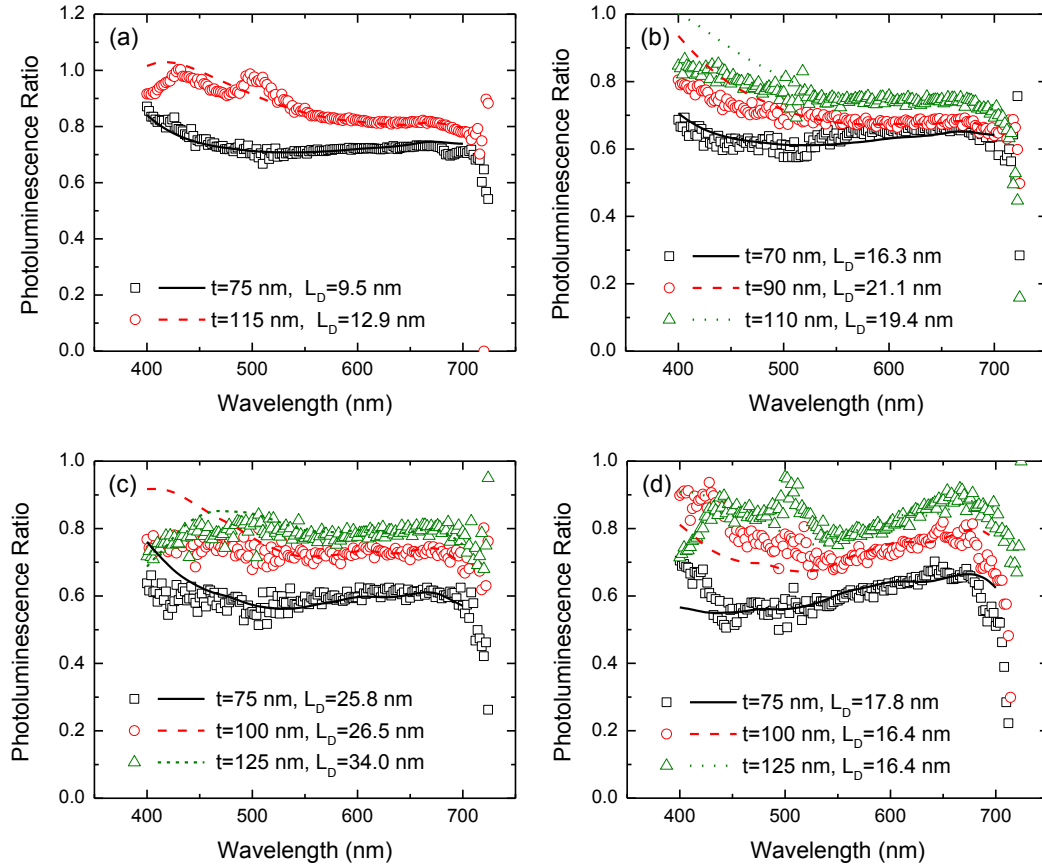 (a)
Photoluminescence Ratio
1.2
1.0
0.8
0.6
0.4
0.2
0.0
t=75 nm, L_D=9.5 nm
t=115 nm, L_D=12.9 nm
400 500 600 700
Wavelength (nm)
(b)
Photoluminescence Ratio
1.0
0.8
0.6
0.4
0.2
0.0
t=70 nm, L_D=16.3 nm
t=90 nm, L_D=21.1 nm
t=110 nm, L_D=19.4 nm
400 500 600 700
Wavelength (nm)
(c)
Photoluminescence Ratio
1.0
0.8
0.6
0.4
0.2
0.0
t=75 nm, L_D=25.8 nm
t=100 nm, L_D=26.5 nm
t=125 nm, L_D=34.0 nm
400 500 600 700
Wavelength (nm)
(d)
Photoluminescence Ratio
1.0
0.8
0.6
0.4
0.2
0.0
t=75 nm, L_D=17.8 nm
t=100 nm, L_D=16.4 nm
t=125 nm, L_D=16.4 nm
400 500 600 700
Wavelength (nm)